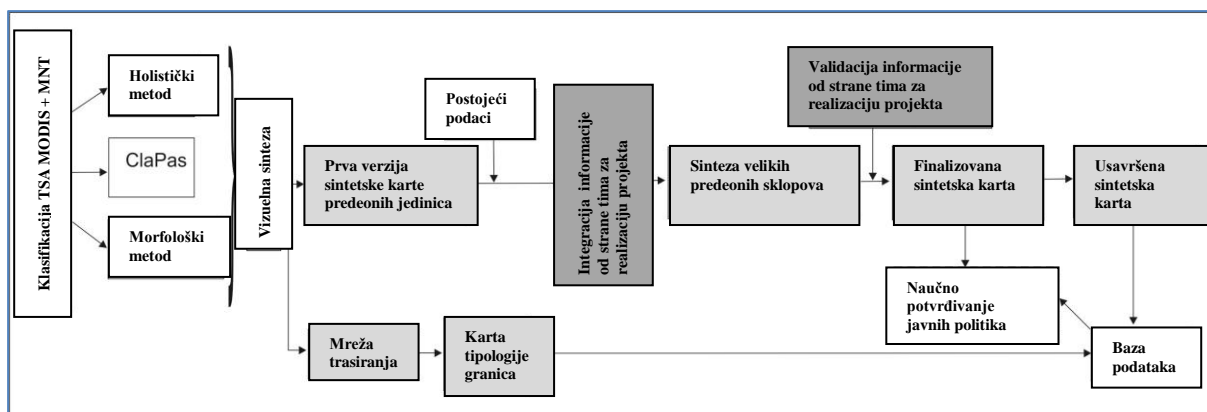 Klasifikacija TSA MODIS + MNT
Holistički
metod
ClaPas
Morfološki
metod
Vizuelna sinteza
Prva verzija
sintetske karte
predeonih jedinica
Postojeći
podaci
Integracija informacije
od strane tima za
realizaciju projekta
Sinteza velikih
predeonih sklopova
Validacija informacije
od strane tima za
realizaciju projekta
Finalizovana
sintetska karta
Usavršena
sintetska
karta
Naučno
potvrđivanje
javnih politika
Mreža
trasiranja
Karta
tipologije
granica
Baza
podataka